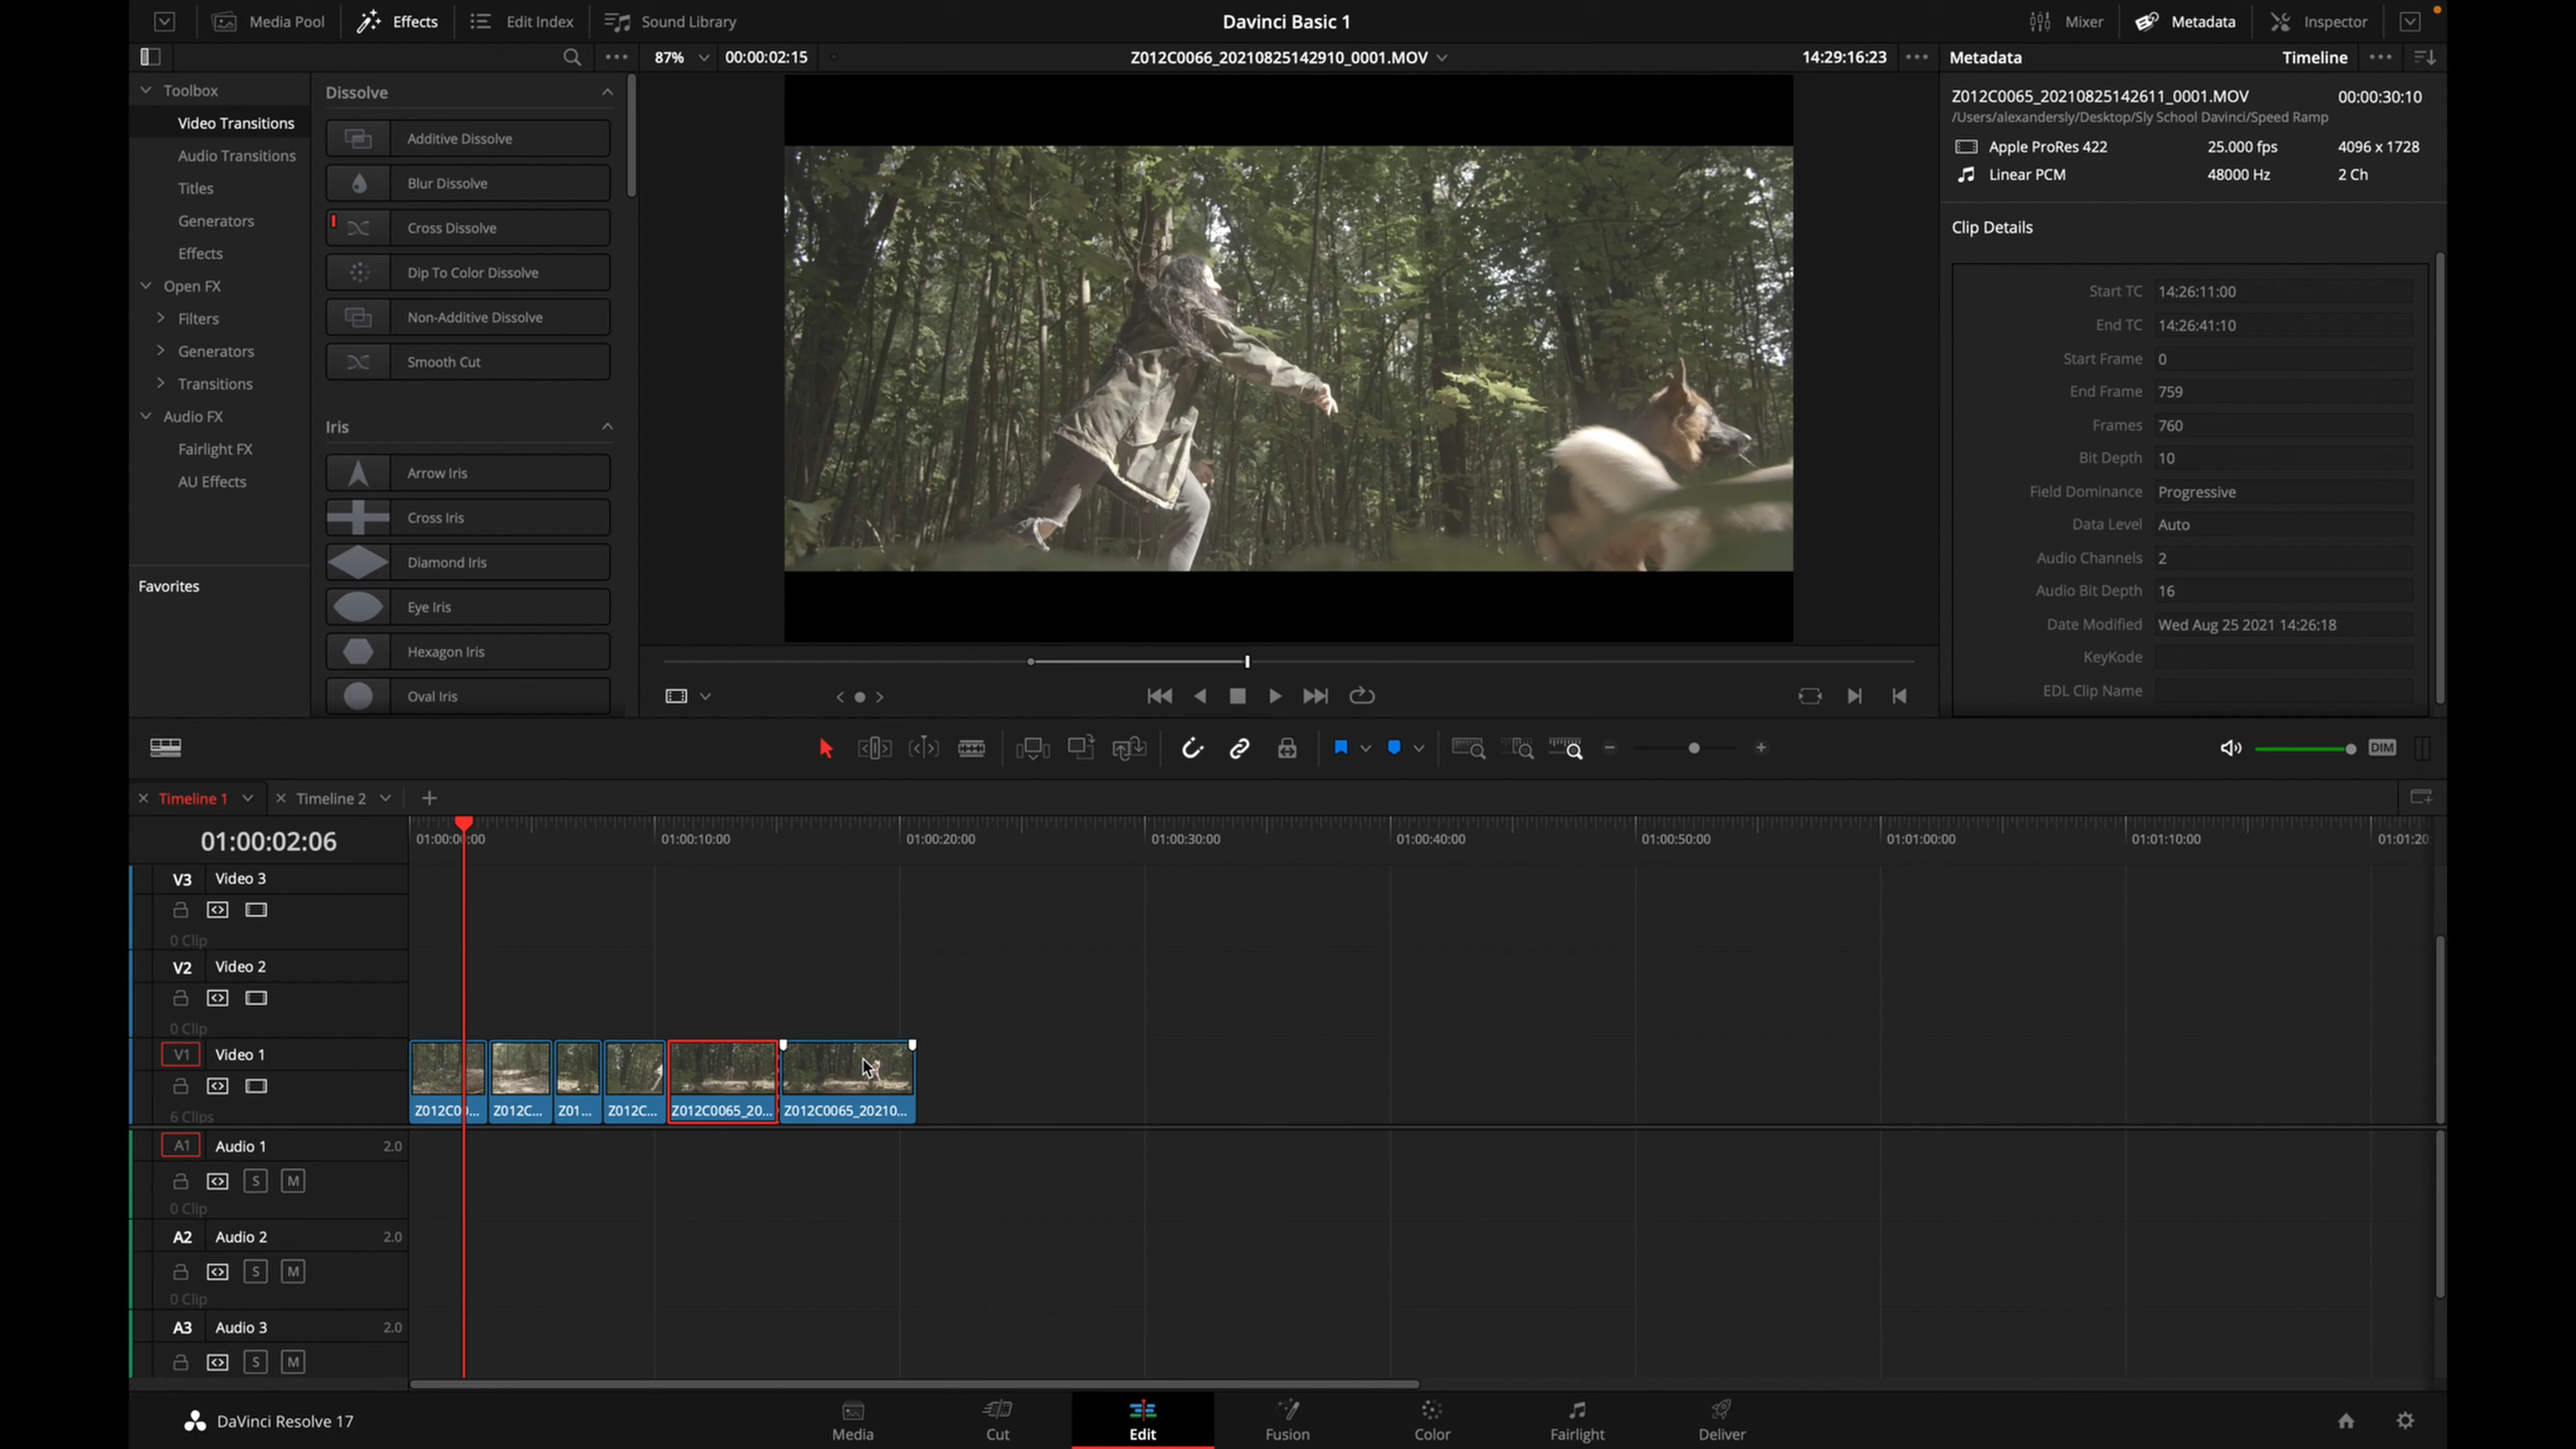 Media Pool Effects Edit Index Sound Library Davinci Basic 1 Mixer Metadata Inspector
87% 00:00:02:15 Z012C0066_20210825142910_0001.MOV 14:29:16:23 Metadata Timeline
Toolbox
Video Transitions
Audio Transitions
Titles
Generators
Effects
Open FX
Filters
Generators
Transitions
Audio FX
Fairlight FX
AU Effects
Favorites
Dissolve
Additive Dissolve
Blur Dissolve
Cross Dissolve
Dip To Color Dissolve
Non-Additive Dissolve
Smooth Cut
Iris
Arrow Iris
Cross Iris
Diamond Iris
Eye Iris
Hexagon Iris
Oval Iris
Z012C0065_20210825142611_0001.MOV 00:00:30:10
/Users/alexandersly/Desktop/Sly School Davinci/Speed Ramp
Apple ProRes 422 25.000 fps 4096 x 1728
Linear PCM 48000 Hz 2 Ch
Clip Details
Start TC 14:26:11:00
End TC 14:26:41:10
Start Frame 0
End Frame 759
Frames 760
Bit Depth 10
Field Dominance Progressive
Data Level Auto
Audio Channels 2
Audio Bit Depth 16
Date Modified Wed Aug 25 2021 14:26:18
KeyKode
EDL Clip Name
DIM
Timeline 1 Timeline 2
01:00:02:06 01:00:00:00 01:00:10:00 01:00:20:00 01:00:30:00 01:00:40:00 01:00:50:00 01:01:00:00 01:01:10:00 01:01:20
V3 Video 3
0 Clip
V2 Video 2
0 Clip
V1 Video 1
6 Clips
Z012C00... Z012C... Z01... Z012C... Z012C0065_20... Z012C0065_20210...
A1 Audio 1 2.0
S M
0 Clip
A2 Audio 2 2.0
S M
0 Clip
A3 Audio 3 2.0
S M
DaVinci Resolve 17 Media Cut Edit Fusion Color Fairlight Deliver